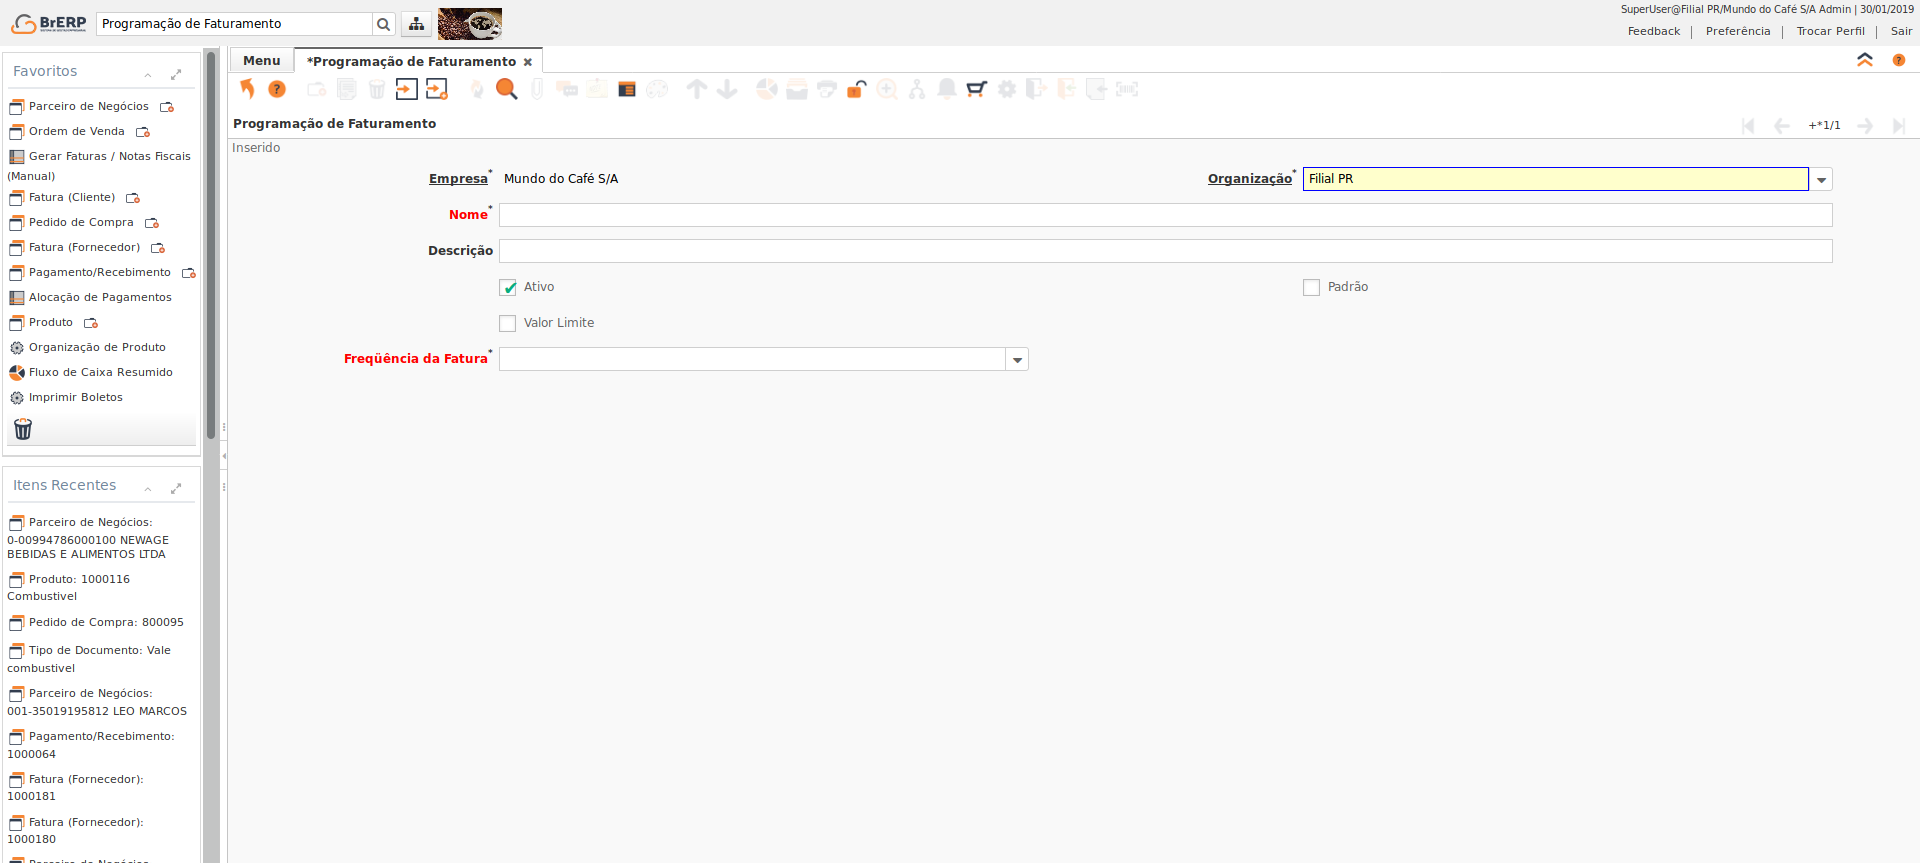 BrERP
Programação de Faturamento
SuperUser@Filial PR/Mundo do Café S/A Admin | 30/01/2019
Feedback | Preferência | Trocar Perfil | Sair
Favoritos
Parceiro de Negócios
Ordem de Venda
Gerar Faturas / Notas Fiscais
(Manual)
Fatura (Cliente)
Pedido de Compra
Fatura (Fornecedor)
Pagamento/Recebimento
Alocação de Pagamentos
Produto
Organização de Produto
Fluxo de Caixa Resumido
Imprimir Boletos
Itens Recentes
Parceiro de Negócios:
0-00994786000100 NEWAGE
BEBIDAS E ALIMENTOS LTDA
Produto: 1000116
Combustivel
Pedido de Compra: 800095
Tipo de Documento: Vale
combustivel
Parceiro de Negócios:
001-35019195812 LEO MARCOS
Pagamento/Recebimento:
1000064
Fatura (Fornecedor):
1000181
Fatura (Fornecedor):
1000180
Parceiro de Negócios
Menu
*Programação de Faturamento
Programação de Faturamento
+*1/1
Inserido
Empresa* Mundo do Café S/A
Organização* Filial PR
Nome*
Descrição
Ativo
Padrão
Valor Limite
Freqüência da Fatura*